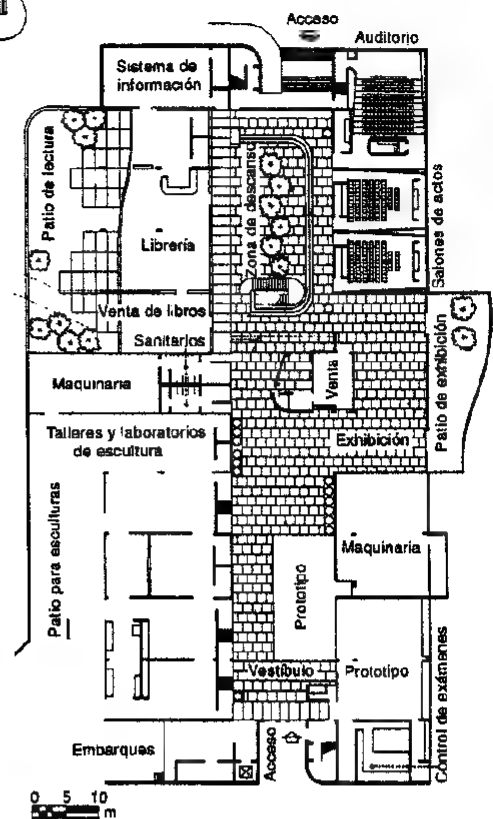 Acceso
Auditorio
Sistema de
información
Patio de lectura
Zona de descanso
Librería
Salones de actos
Venta de libros
Sanitarios
Maquinaria
Venta
Patio de exhibición
Talleres y laboratorios
de escultura
Exhibición
Patio para esculturas
Maquinaria
Prototipo
Vestíbulo
Prototipo
Control de exámenes
Embarques
Acceso
0 5 10
m